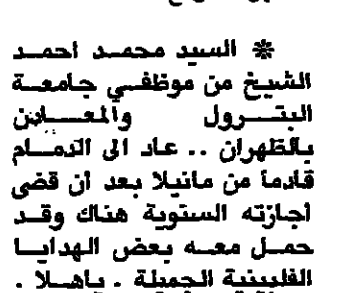 ❊ السيد محمد احمد
الشيخ من موظفي جامعة
البترول والمعادن
بالظهران .. عاد الى الدمام
قادما من مانيلا بعد أن قضى
اجازته السنوية هناك وقد
حمل معه بعض الهدايا
الفلبينية الجميلة . ياهلا .